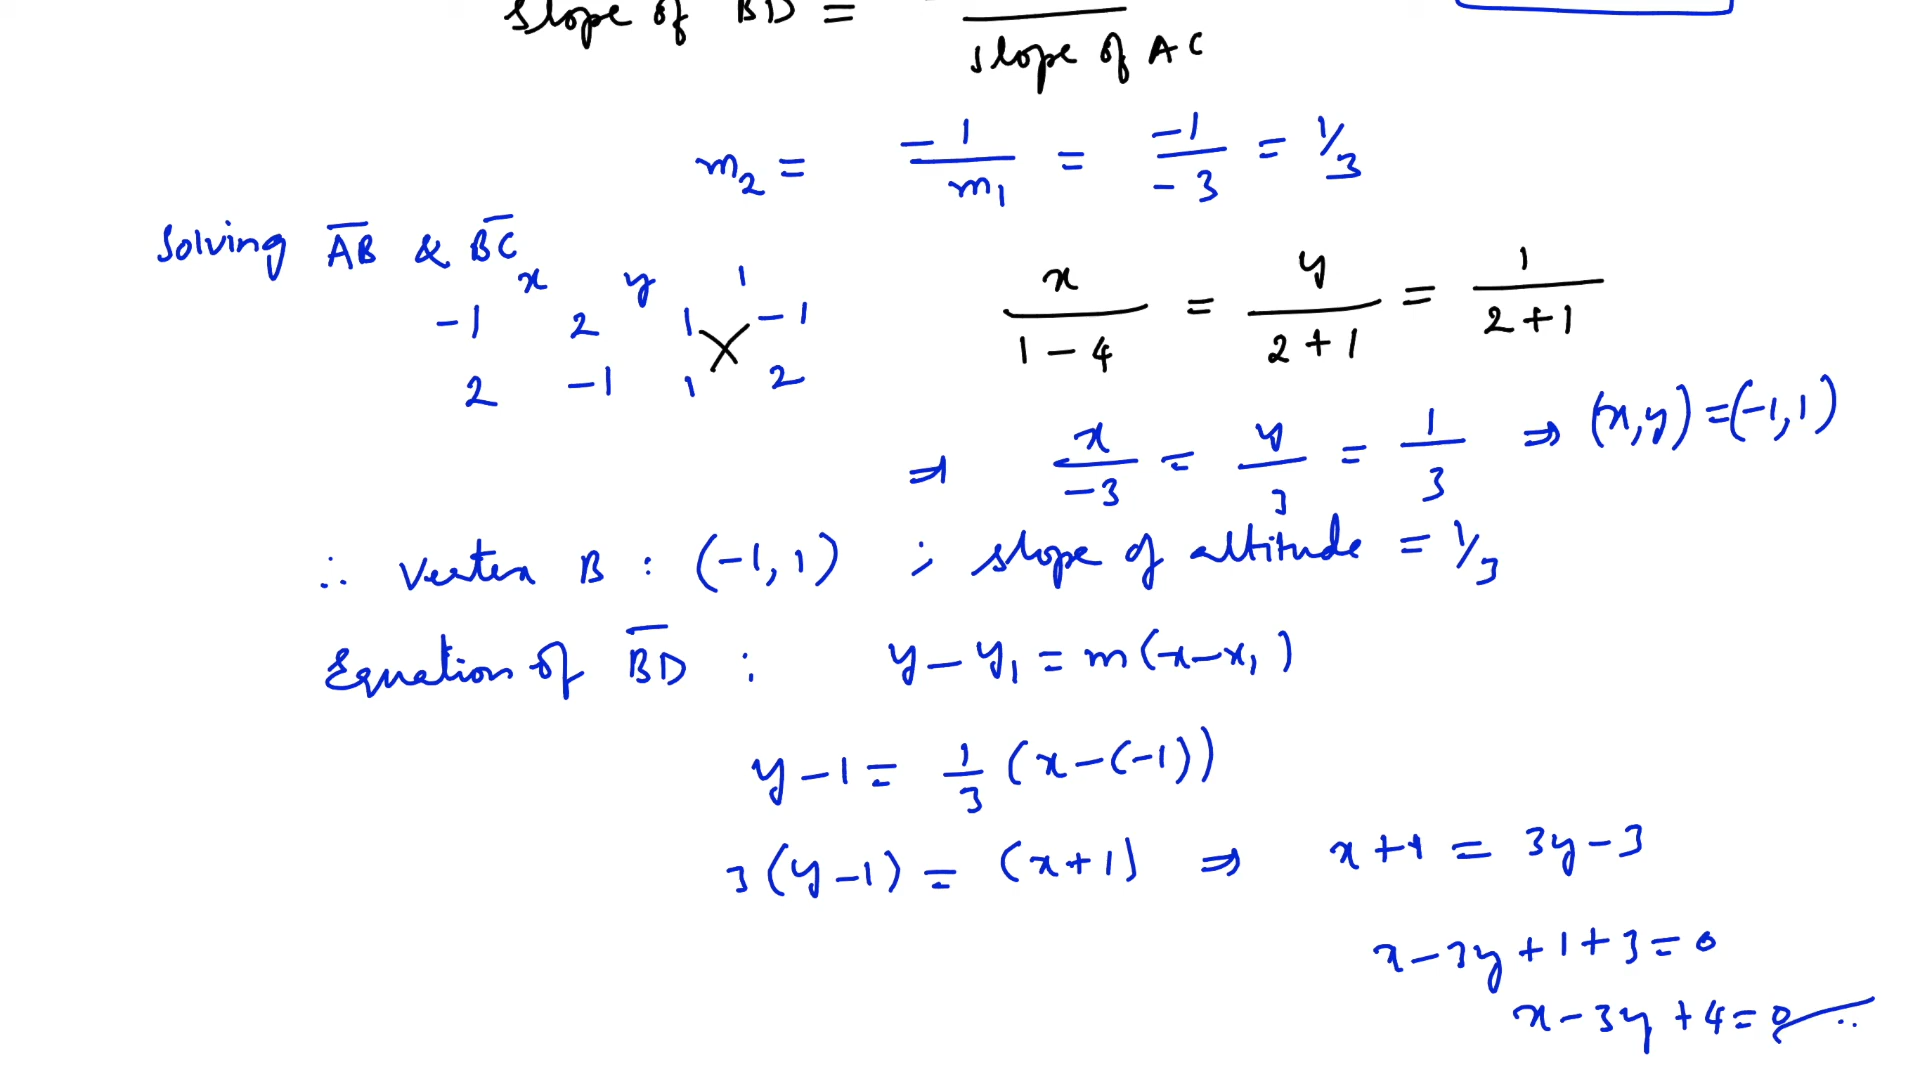 slope of BD =
slope of AC
m₂ = -1/m₁ = -1/-3 = 1/3
Solving AB & BC
x y 1
-1 2 1 -1
2 -1 1 2
x/(1-4) = y/(2+1) = 1/(2+1)
⇒ x/-3 = y/3 = 1/3 ⇒ (x,y) = (-1,1)
∴ Vertex B : (-1,1) ; slope of altitude = 1/3
Equation of BD : y-y₁ = m(x-x₁)
y-1 = 1/3 (x-(-1))
3(y-1) = (x+1) ⇒ x+1 = 3y-3
x-3y+1+3=0
x-3y+4=0